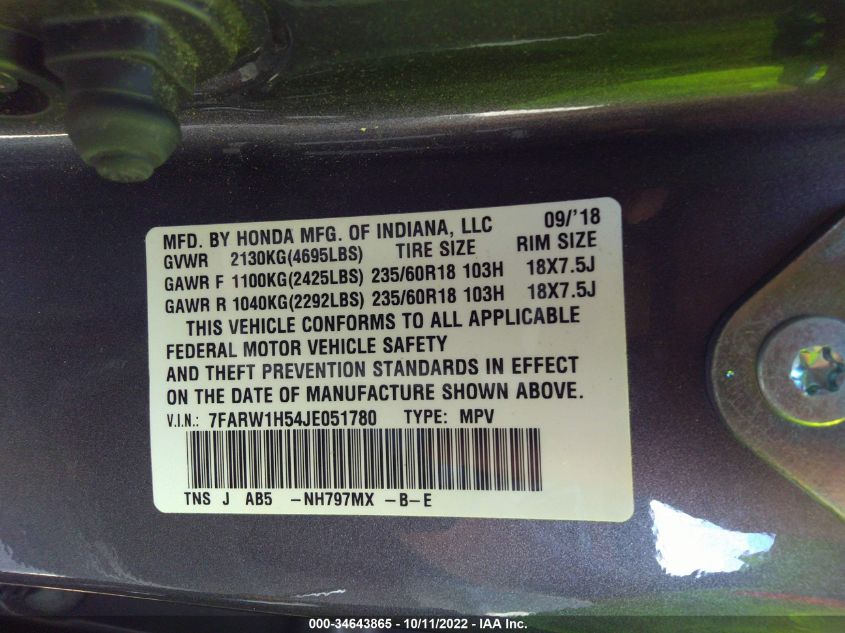 MFD. BY HONDA MFG. OF INDIANA, LLC 09/'18
GVWR 2130KG(4695LBS) TIRE SIZE RIM SIZE
GAWR F 1100KG(2425LBS) 235/60R18 103H 18X7.5J
GAWR R 1040KG(2292LBS) 235/60R18 103H 18X7.5J
THIS VEHICLE CONFORMS TO ALL APPLICABLE
FEDERAL MOTOR VEHICLE SAFETY
AND THEFT PREVENTION STANDARDS IN EFFECT
ON THE DATE OF MANUFACTURE SHOWN ABOVE.
V.I.N.: 7FARW1H54JE051780 TYPE: MPV
TNS J AB5 -NH797MX -B-E
000-34643865 - 10/11/2022 - IAA Inc.